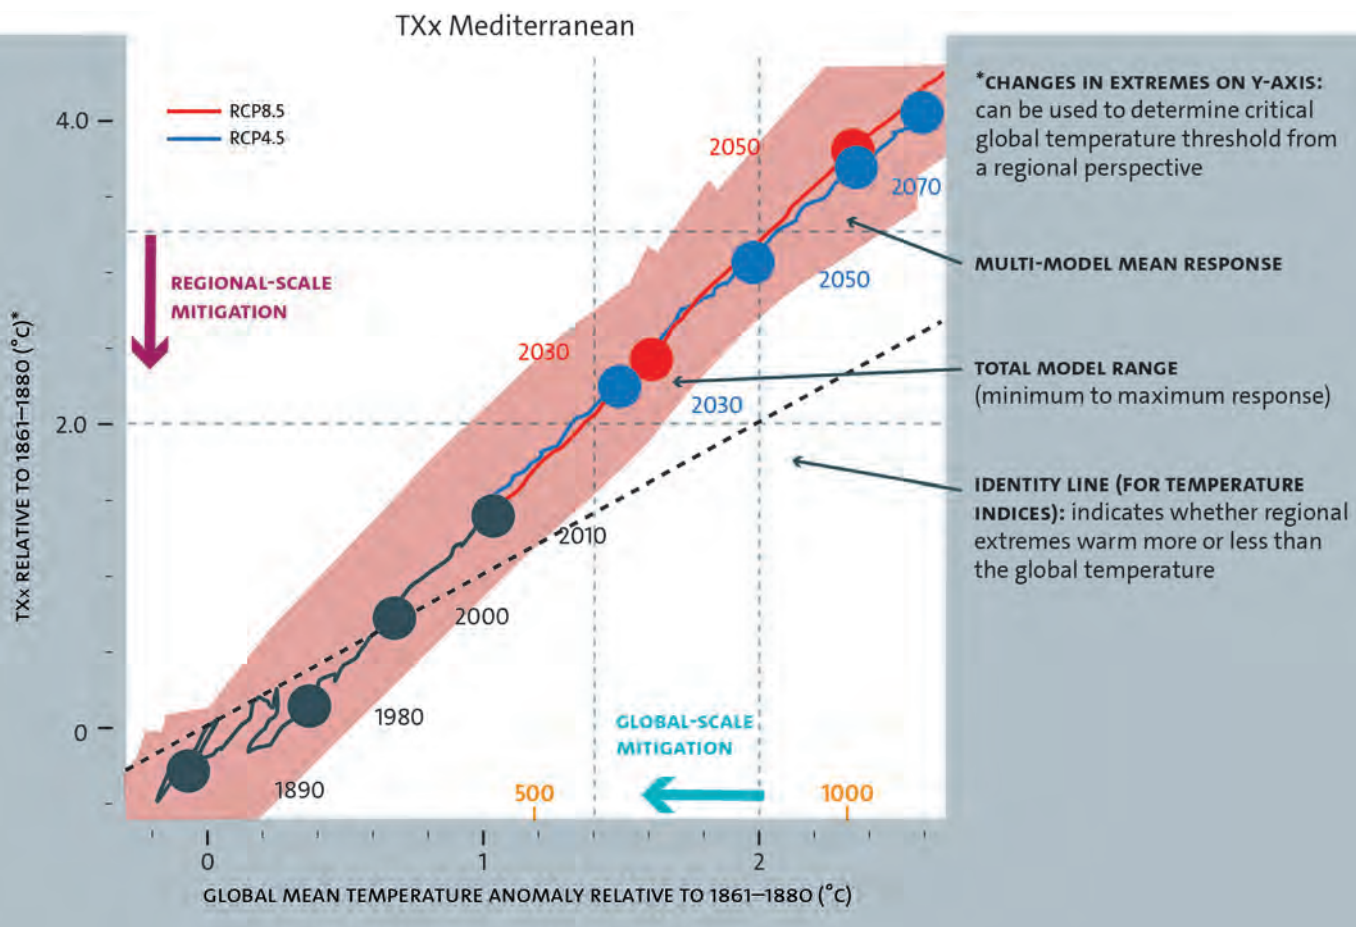 TXx Mediterranean
RCP8.5
RCP4.5
4.0
2.0
0
TXx RELATIVE TO 1861–1880 (°C)*
REGIONAL-SCALE
MITIGATION
2050
2070
2050
2030
2030
2010
2000
1980
1890
GLOBAL-SCALE
MITIGATION
500
1000
0
1
2
GLOBAL MEAN TEMPERATURE ANOMALY RELATIVE TO 1861–1880 (°C)
*CHANGES IN EXTREMES ON Y-AXIS:
can be used to determine critical
global temperature threshold from
a regional perspective
MULTI-MODEL MEAN RESPONSE
TOTAL MODEL RANGE
(minimum to maximum response)
IDENTITY LINE (FOR TEMPERATURE
INDICES): indicates whether regional
extremes warm more or less than
the global temperature